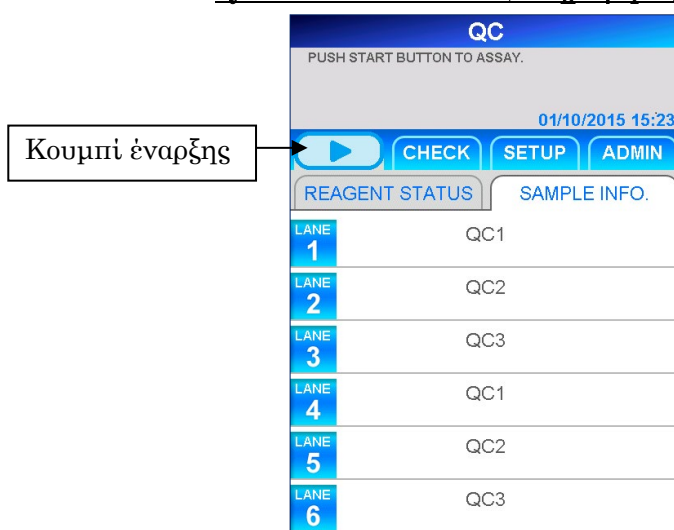 QC
PUSH START BUTTON TO ASSAY.
01/10/2015 15:23
Κουμπί έναρξης
CHECK SETUP ADMIN
REAGENT STATUS SAMPLE INFO.
LANE 1 QC1
LANE 2 QC2
LANE 3 QC3
LANE 4 QC1
LANE 5 QC2
LANE 6 QC3